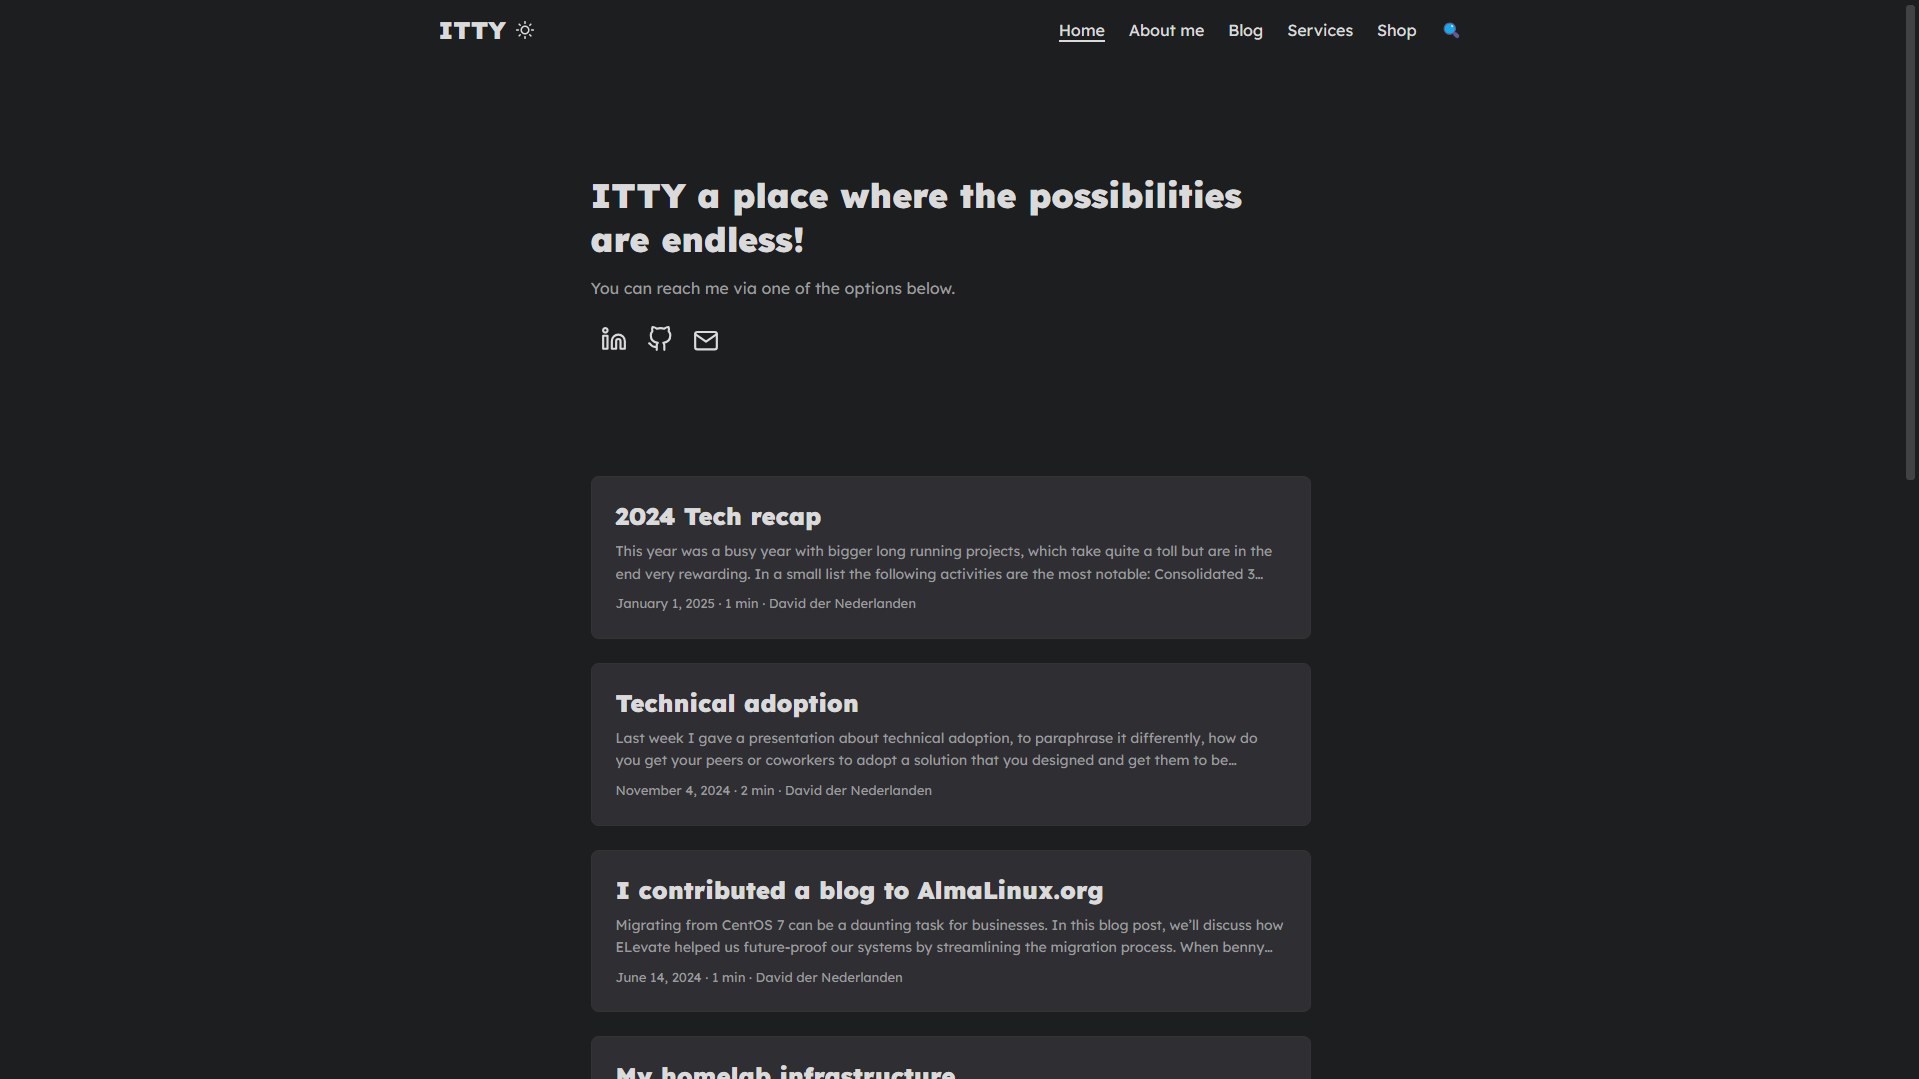 ITTY
Home About me Blog Services Shop
ITTY a place where the possibilities
are endless!
You can reach me via one of the options below.
2024 Tech recap
This year was a busy year with bigger long running projects, which take quite a toll but are in the
end very rewarding. In a small list the following activities are the most notable: Consolidated 3…
January 1, 2025 · 1 min · David der Nederlanden
Technical adoption
Last week I gave a presentation about technical adoption, to paraphrase it differently, how do
you get your peers or coworkers to adopt a solution that you designed and get them to be…
November 4, 2024 · 2 min · David der Nederlanden
I contributed a blog to AlmaLinux.org
Migrating from CentOS 7 can be a daunting task for businesses. In this blog post, we’ll discuss how
ELevate helped us future-proof our systems by streamlining the migration process. When benny…
June 14, 2024 · 1 min · David der Nederlanden
My homelab infrastructure